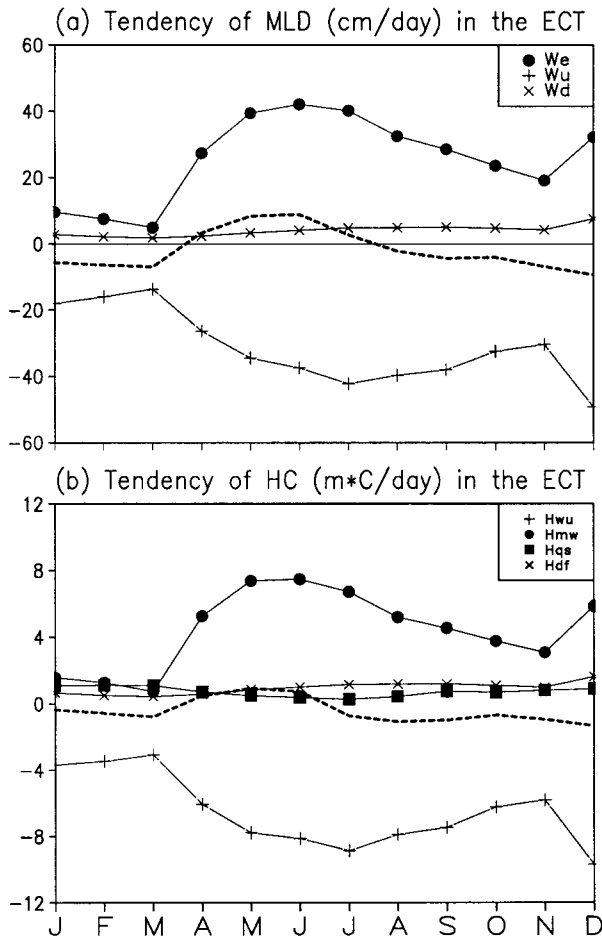 (a) Tendency of MLD (cm/day) in the ECT
We
Wu
Wd
60
40
20
0
-20
-40
-60
(b) Tendency of HC (m*C/day) in the ECT
Hwu
Hmw
Hqs
Hdf
12
8
4
0
-4
-8
-12
J F M A M J J A S O N D